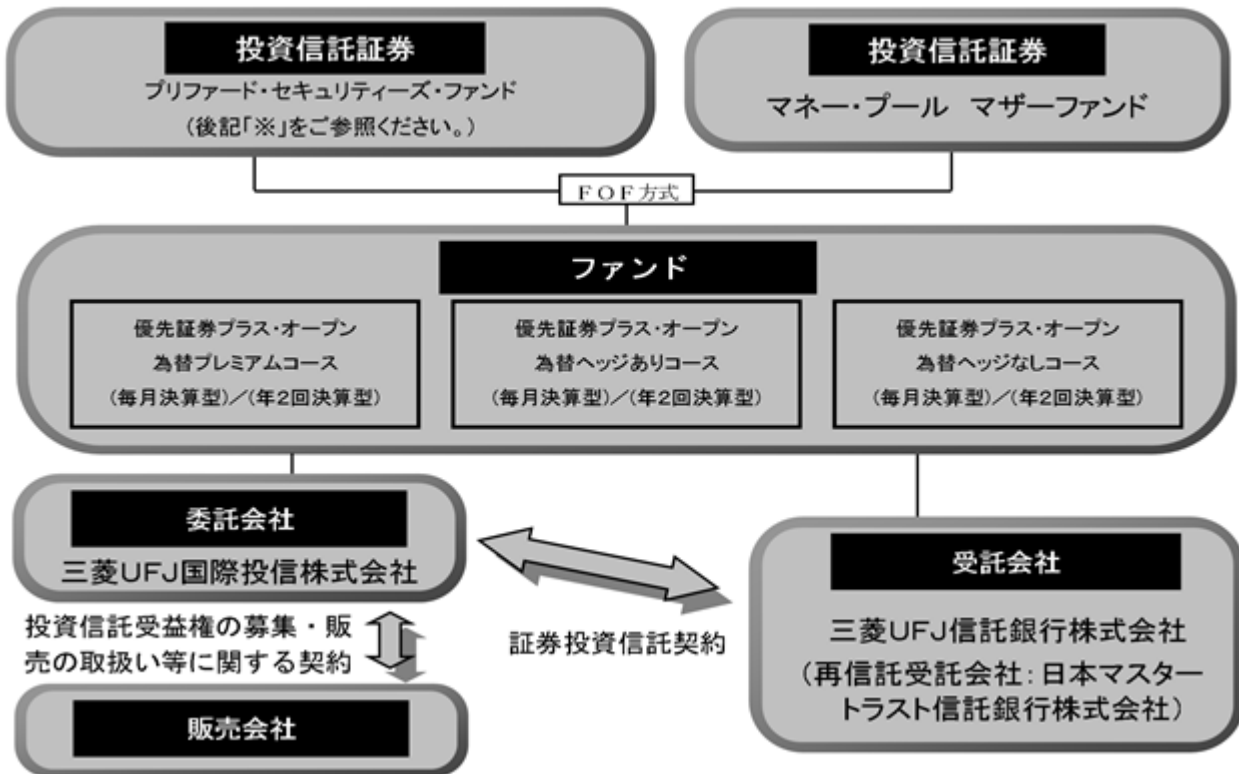 投資信託証券
プリファード・セキュリティーズ・ファンド
(後記「※」をご参照ください。)
投資信託証券
マネー・プール マザーファンド
FOF方式
ファンド
優先証券プラス・オープン
為替プレミアムコース
(毎月決算型)/(年2回決算型)
優先証券プラス・オープン
為替ヘッジありコース
(毎月決算型)/(年2回決算型)
優先証券プラス・オープン
為替ヘッジなしコース
(毎月決算型)/(年2回決算型)
委託会社
三菱UFJ国際投信株式会社
投資信託受益権の募集・販
売の取扱い等に関する契約
販売会社
証券投資信託契約
受託会社
三菱UFJ信託銀行株式会社
(再信託受託会社:日本マスター
トラスト信託銀行株式会社)